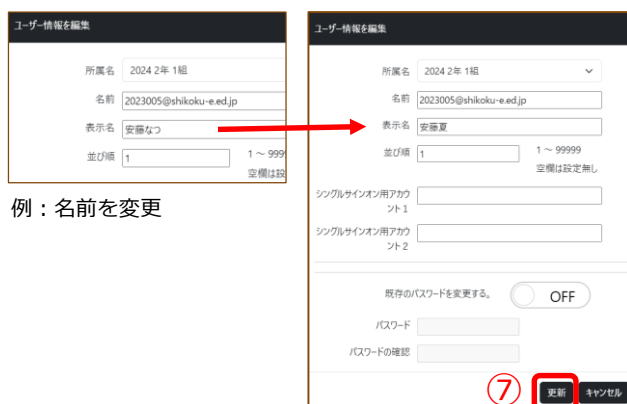 ユーザー情報を編集
所属名 2024 2年 1組
名前 2023005@shikoku-e.ed.jp
表示名 安藤なつ
並び順 1 1 ～ 999
空欄は設
例：名前を変更
ユーザー情報を編集
所属名 2024 2年 1組
名前 2023005@shikoku-e.ed.jp
表示名 安藤夏
並び順 1 1 ～ 99999
空欄は設定無し
シングルサインオン用アカウ
ント 1
シングルサインオン用アカウ
ント 2
既存のパスワードを変更する。 OFF
パスワード
パスワードの確認
⑦ 更新 キャンセル